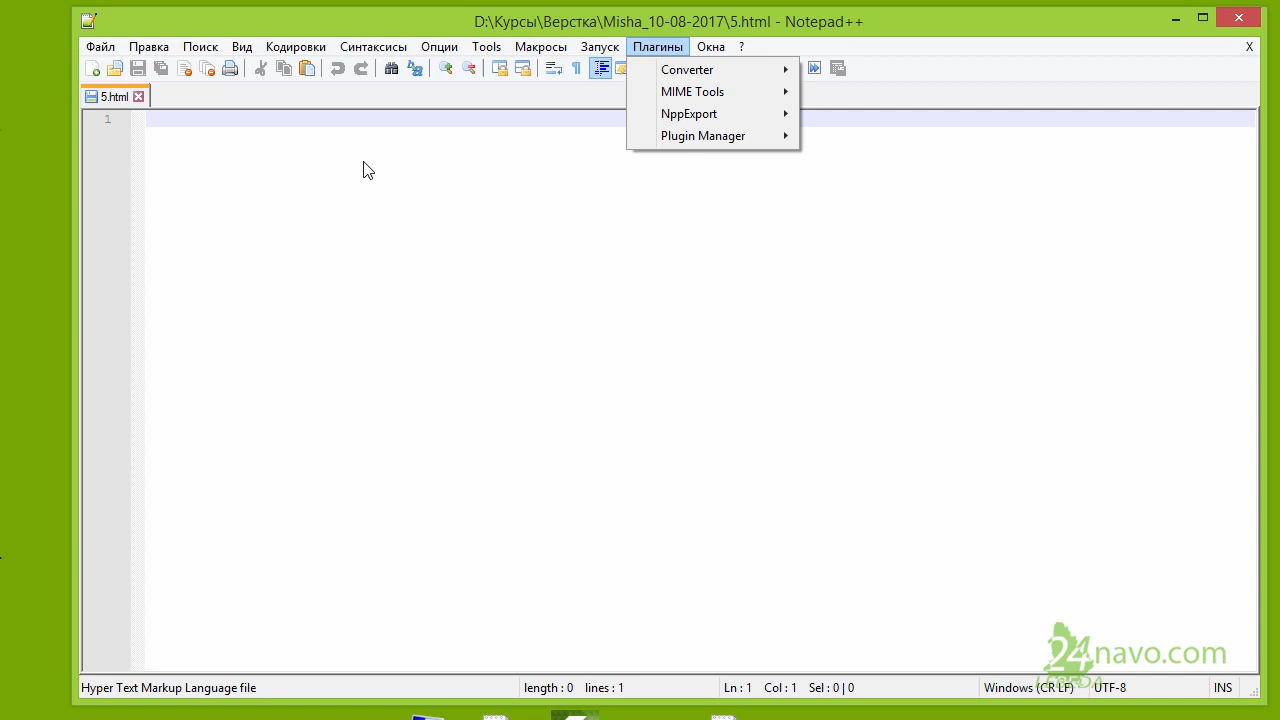 D:\Курсы\Верстка\Misha_10-08-2017\5.html - Notepad++
Файл Правка Поиск Вид Кодировки Синтаксисы Опции Tools Макросы Запуск Плагины Окна ? X
Converter
MIME Tools
NppExport
Plugin Manager
5.html
1
24navo.com
Hyper Text Markup Language file length : 0 lines : 1 Ln : 1 Col : 1 Sel : 0 | 0 Windows (CR LF) UTF-8 INS